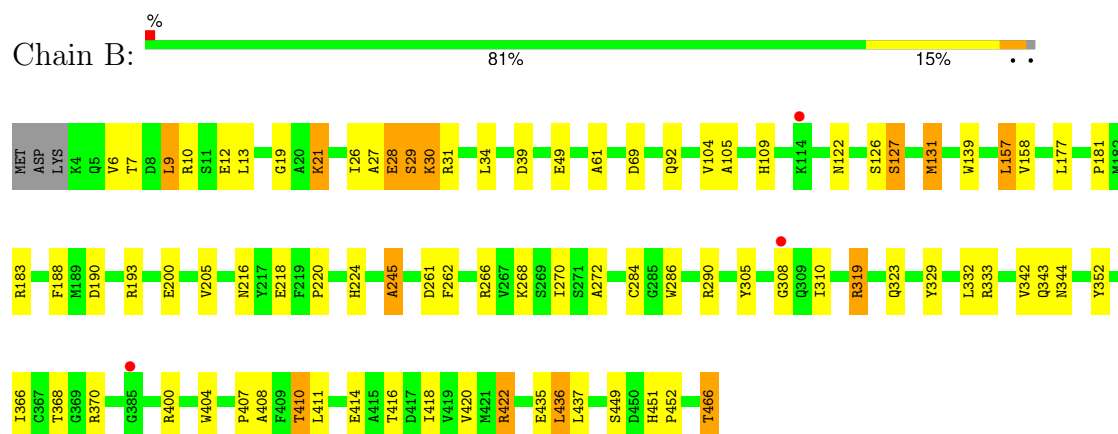 %
Chain B:
81% 15% • •
MET ASP LYS K4 Q5 V6 T7 D8 L9 R10 S11 E12 L13 G19 A20 K21 I26 A27 E28 S29 K30 R31 L34 D39 E49 A61 D69 Q92 V104 A105 H109 K114 N122 S126 S127 M131 W139 L157 V158 L177 P181 M182
R183 F188 M189 D190 R193 E200 V205 N216 Y217 E218 F219 P220 H224 A245 D261 F262 R266 V267 K268 S269 I270 S271 A272 C284 G285 W286 R290 Y305 G308 Q309 I310 R319 Q323 Y329 L332 R333 V342 Q343 N344 Y352
I366 C367 T368 G369 R370 G385 R400 W404 P407 A408 F409 T410 L411 E414 A415 T416 D417 I418 V419 V420 M421 R422 E435 L436 L437 S449 D450 H451 P452 T466